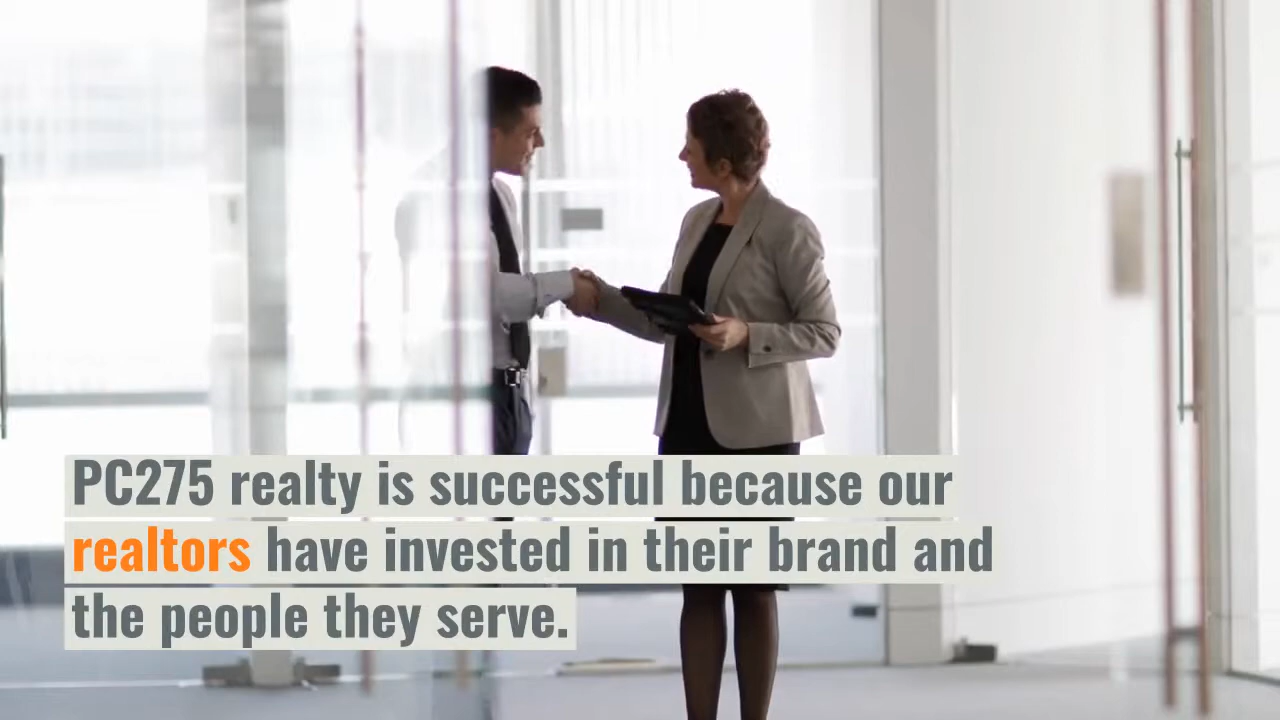 PC275 realty is successful because our
realtors have invested in their brand and
the people they serve.